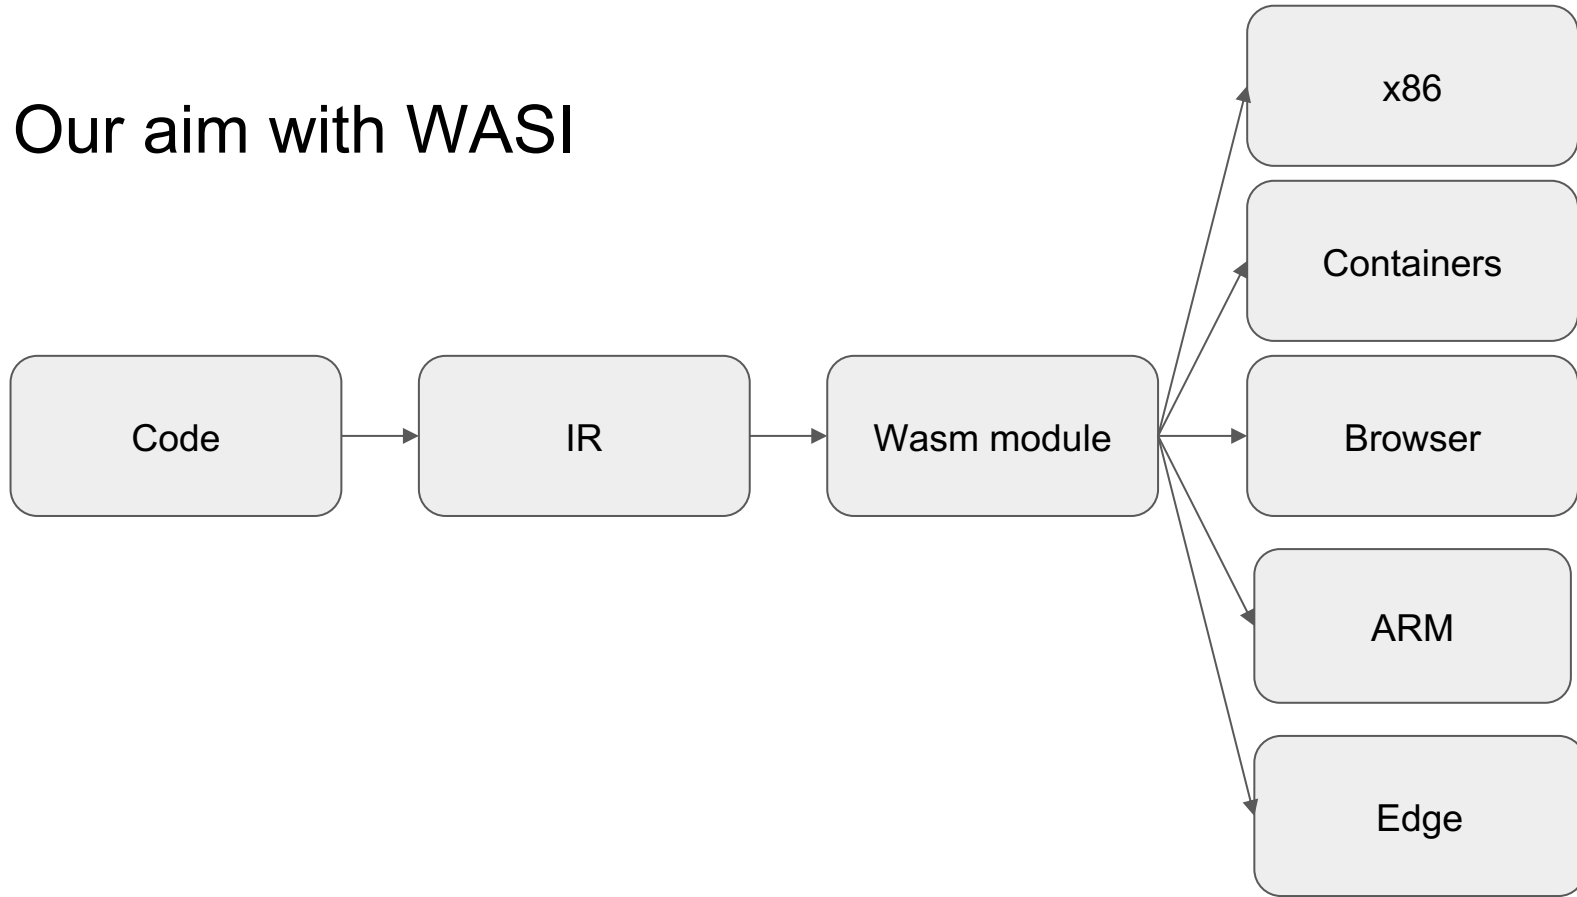 Our aim with WASI
x86
Containers
Code
IR
Wasm module
Browser
ARM
Edge